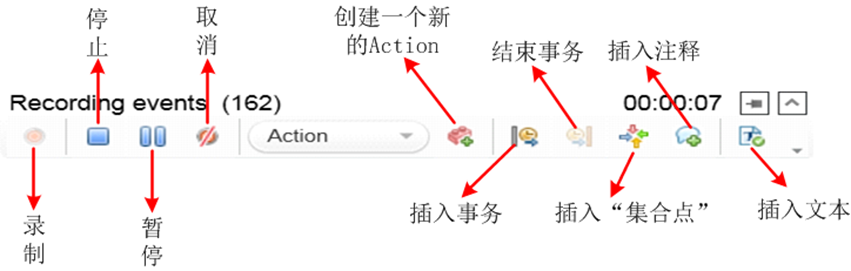 停止
取消
创建一个新
的Action
结束事务
插入注释
Recording events (162)
00:00:07
Action
录制
暂停
插入事务
插入“集合点”
插入文本